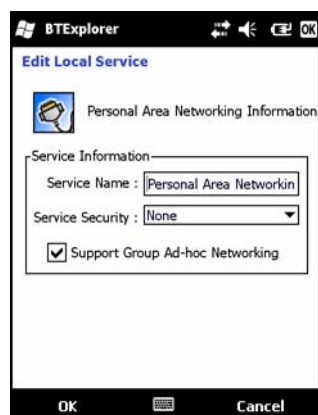 BTExplorer
OK
Edit Local Service
Personal Area Networking Information
Service Information
Service Name : Personal Area Networkin
Service Security : None
Support Group Ad-hoc Networking
OK
Cancel